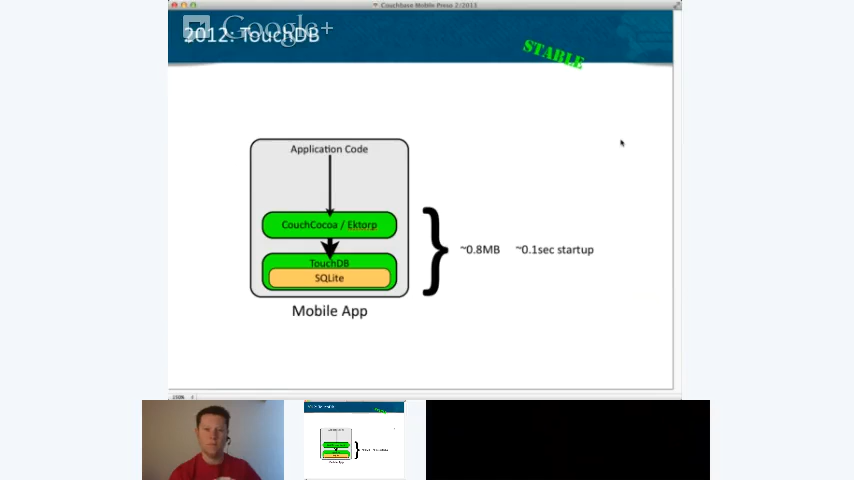 Couchbase Mobile Preso 2/2013
Google+
2012: TouchDB
STABLE
Application Code
CouchCocoa / Ektorp
TouchDB
SQLite
~0.8MB ~0.1sec startup
Mobile App